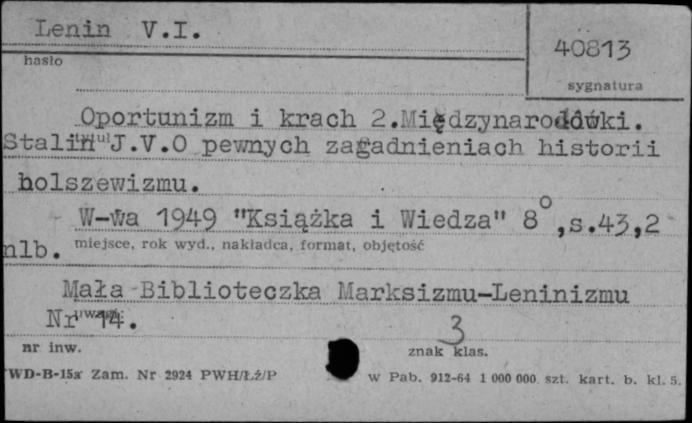 Lenin V.I.
hasło
40813
sygnatura
Oportunizm i krach 2.Międzynarodówki.
Stalin J.V.O pewnych zagadnieniach historii
bolszewizmu.
W-wa 1949 "Książka i Wiedza" 8°,s.43,2
nlb. miejsce, rok wyd., nakładca, format, objętość
Mała Biblioteczka Marksizmu-Leninizmu
Nr 14.
3
nr inw. znak klas.
WD-B-15a Zam. Nr 2924 PWH/Łź/P w Pab. 912-64 1 000 000 szt. kart. b. kl. 5.